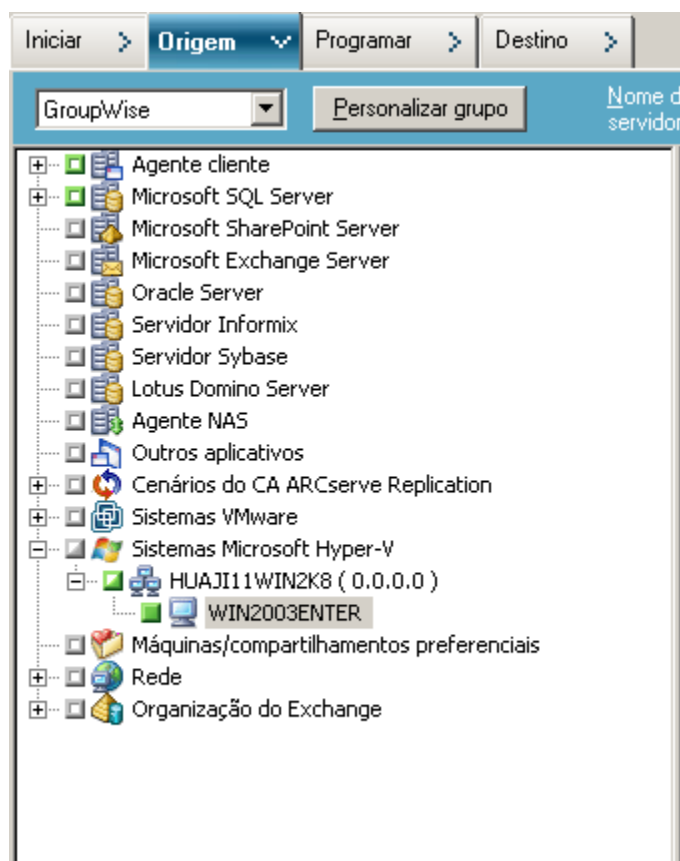 Iniciar
Origem
Programar
Destino
GroupWise
Personalizar grupo
Nome d
servidor
Agente cliente
Microsoft SQL Server
Microsoft SharePoint Server
Microsoft Exchange Server
Oracle Server
Servidor Informix
Servidor Sybase
Lotus Domino Server
Agente NAS
Outros aplicativos
Cenários do CA ARCserve Replication
Sistemas VMware
Sistemas Microsoft Hyper-V
HUAJI11WIN2K8 ( 0.0.0.0 )
WIN2003ENTER
Máquinas/compartilhamentos preferenciais
Rede
Organização do Exchange